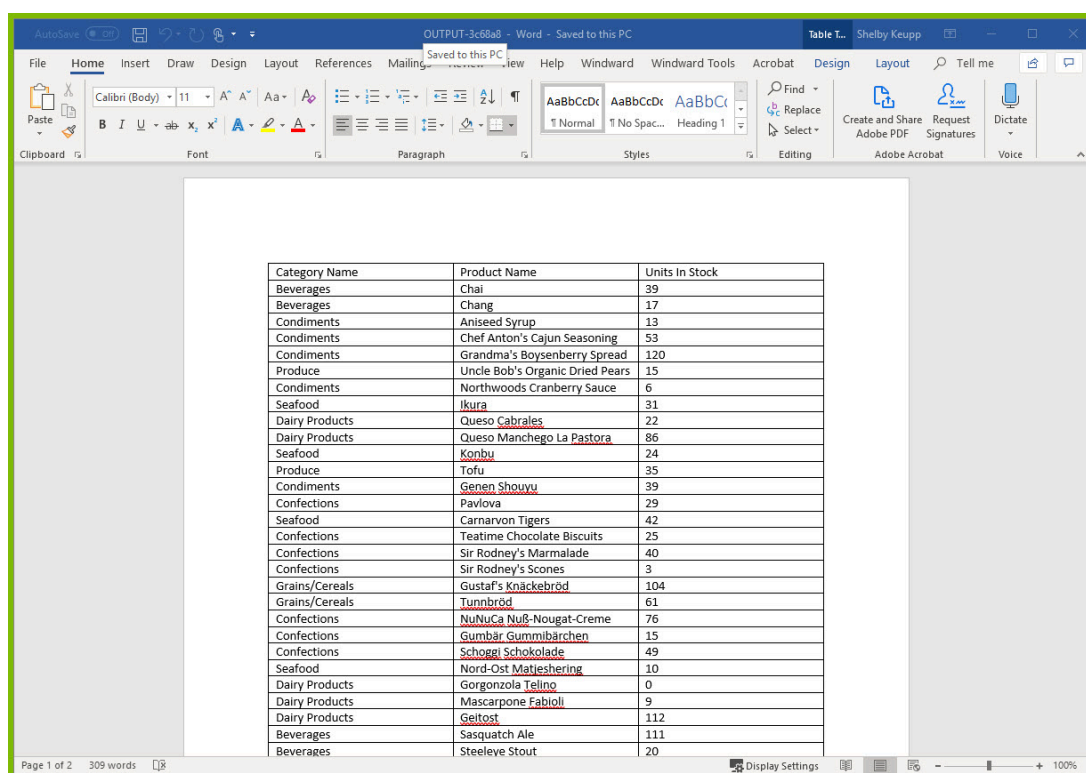 AutoSave Off OUTPUT-3c68a8 - Word - Saved to this PC Table T... Shelby Keupp
Saved to this PC
File Home Insert Draw Design Layout References Mailing Review View Help Windward Windward Tools Acrobat Design Layout Tell me
Paste
Calibri (Body) 11 A^ A˅ Aa A
B I U ab x₂ x² A A
AaBbCcDc AaBbCcDc AaBbCc
¶ Normal ¶ No Spac... Heading 1
Find
Replace
Select
Create and Share Adobe PDF
Request Signatures
Dictate
Clipboard Font Paragraph Styles Editing Adobe Acrobat Voice
Category Name Product Name Units In Stock
Beverages Chai 39
Beverages Chang 17
Condiments Aniseed Syrup 13
Condiments Chef Anton's Cajun Seasoning 53
Condiments Grandma's Boysenberry Spread 120
Produce Uncle Bob's Organic Dried Pears 15
Condiments Northwoods Cranberry Sauce 6
Seafood Ikura 31
Dairy Products Queso Cabrales 22
Dairy Products Queso Manchego La Pastora 86
Seafood Konbu 24
Produce Tofu 35
Condiments Genen Shouyu 39
Confections Pavlova 29
Seafood Carnarvon Tigers 42
Confections Teatime Chocolate Biscuits 25
Confections Sir Rodney's Marmalade 40
Confections Sir Rodney's Scones 3
Grains/Cereals Gustaf's Knäckebröd 104
Grains/Cereals Tunnbröd 61
Confections NuNuCa Nuß-Nougat-Creme 76
Confections Gumbär Gummibärchen 15
Confections Schoggi Schokolade 49
Seafood Nord-Ost Matjeshering 10
Dairy Products Gorgonzola Telino 0
Dairy Products Mascarpone Fabioli 9
Dairy Products Geitost 112
Beverages Sasquatch Ale 111
Beverages Steeleye Stout 20
Page 1 of 2 309 words Display Settings 100%